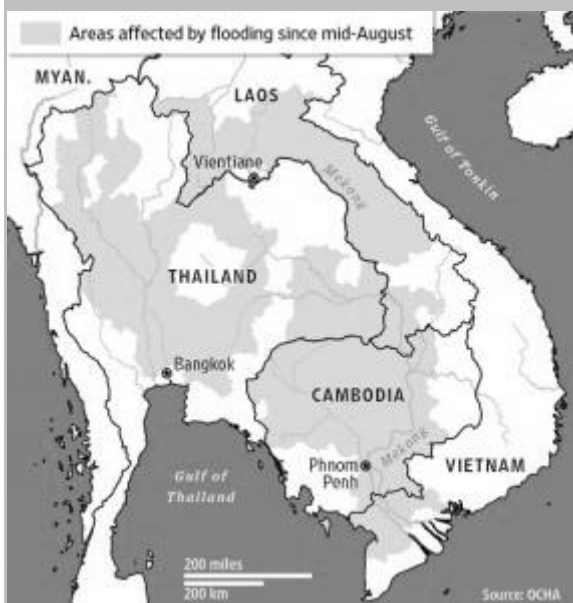 Areas affected by flooding since mid-August
MYAN.
LAOS
Gulf of Tonkin
Vientiane
Mekong
THAILAND
Bangkok
CAMBODIA
Mekong
Phnom
Penh
VIETNAM
Gulf of
Thailand
200 miles
200 km
Source: OCHA